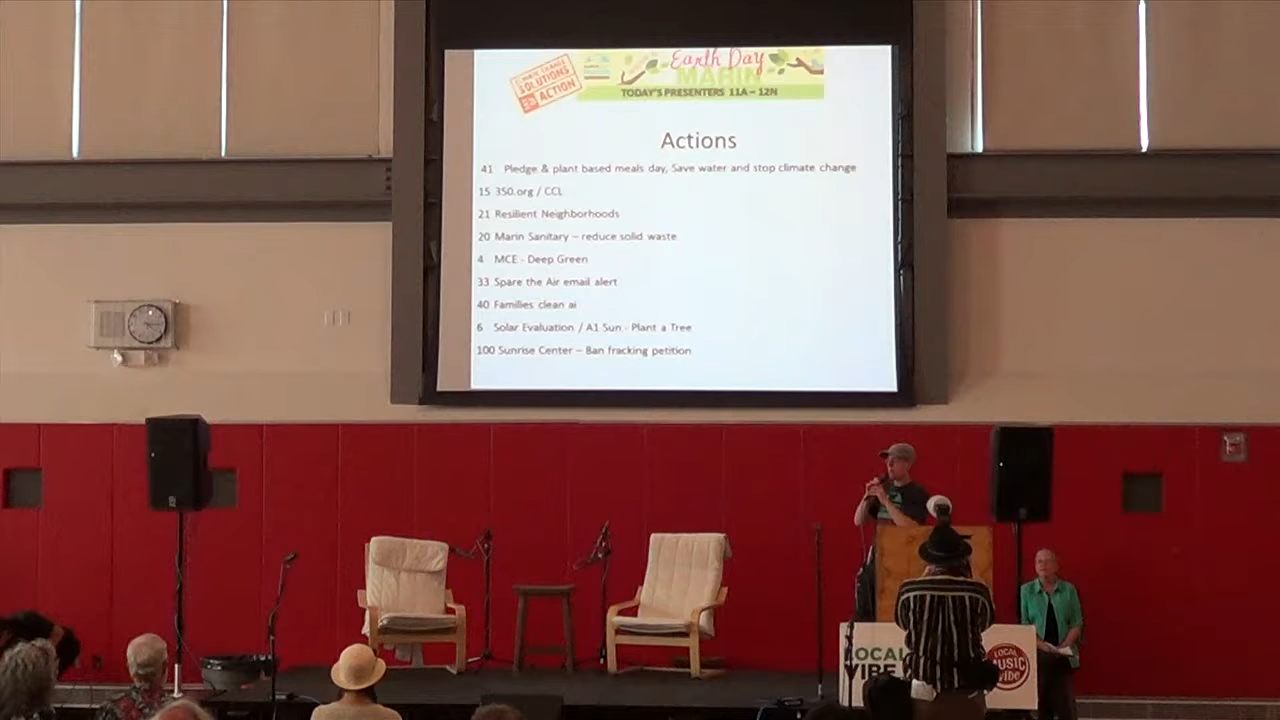 CLIMATE CHANGE
SOLUTIONS
ACTION
Earth Day
MARIN
TODAY'S PRESENTERS 11A – 12N
Actions
41 Pledge & plant based meals day, Save water and stop climate change
15 350.org / CCL
21 Resilient Neighborhoods
20 Marin Sanitary – reduce solid waste
4 MCE - Deep Green
33 Spare the Air email alert
40 Families clean ai
6 Solar Evaluation / A1 Sun - Plant a Tree
100 Sunrise Center – Ban fracking petition
LOCAL
VIBE
LOCAL
MUSIC
VIBE